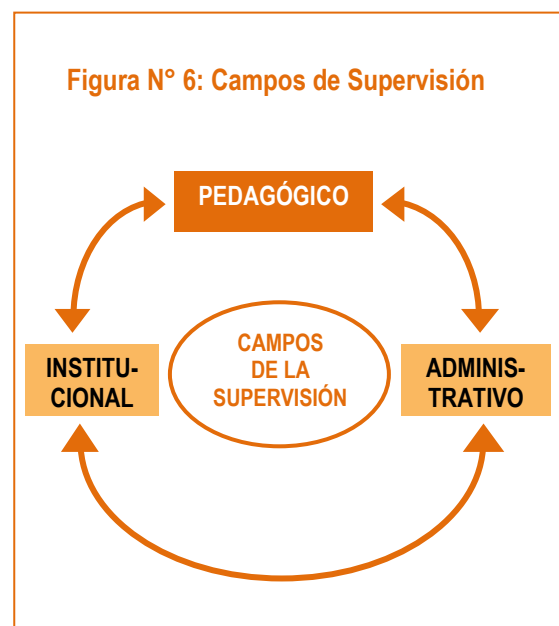 Figura N° 6: Campos de Supervisión
PEDAGÓGICO
INSTITU-
CIONAL
CAMPOS
DE LA
SUPERVISIÓN
ADMINIS-
TRATIVO